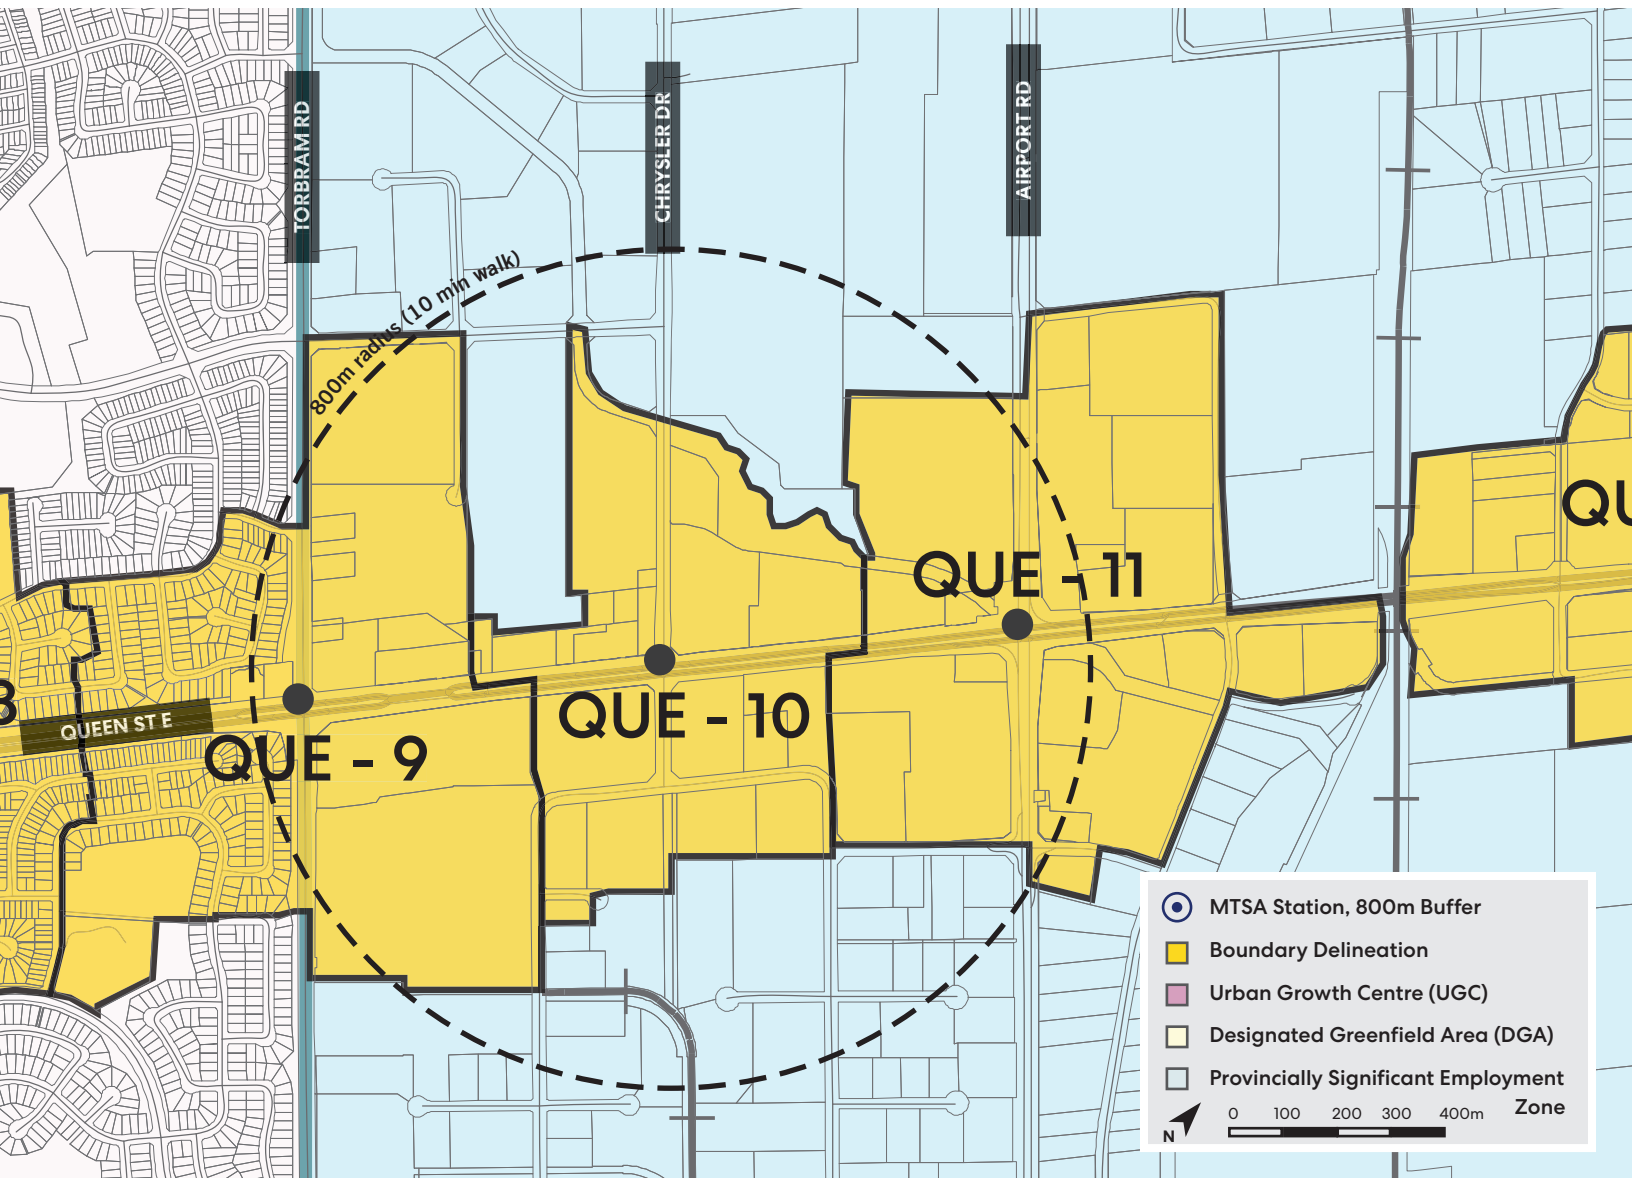 TORBRAM RD
CHRYSLER DR
AIRPORT RD
800m radius (10 min walk)
QU
QUE - 11
8
QUEEN ST E
QUE - 10
QUE - 9
MTSA Station, 800m Buffer
Boundary Delineation
Urban Growth Centre (UGC)
Designated Greenfield Area (DGA)
Provincially Significant Employment
Zone
N
0 100 200 300 400m